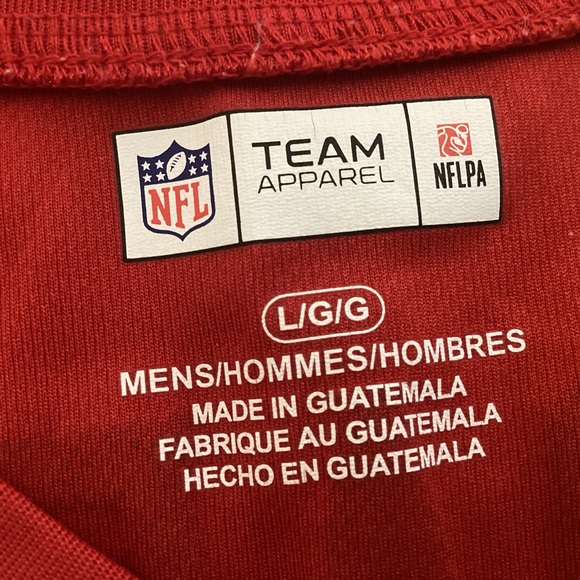 NFL
TEAM
APPAREL
NFLPA
L/G/G
MENS/HOMMES/HOMBRES
MADE IN GUATEMALA
FABRIQUE AU GUATEMALA
HECHO EN GUATEMALA